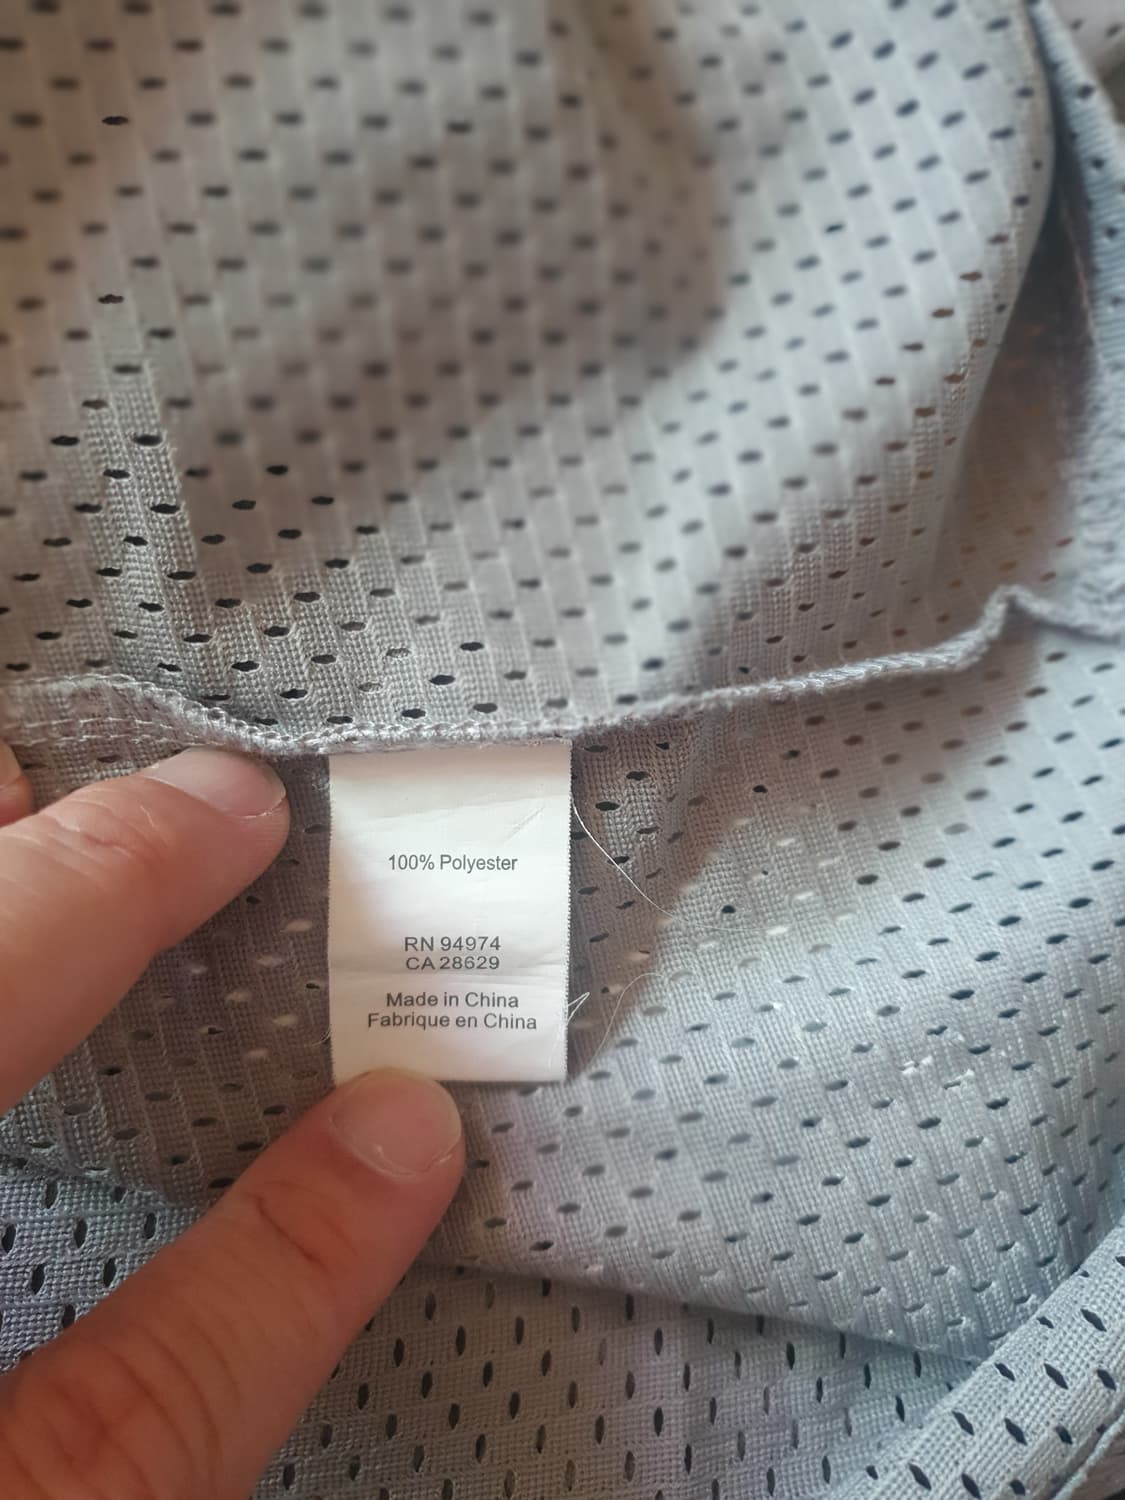 100% Polyester
RN 94974
CA 28629
Made in China
Fabrique en China